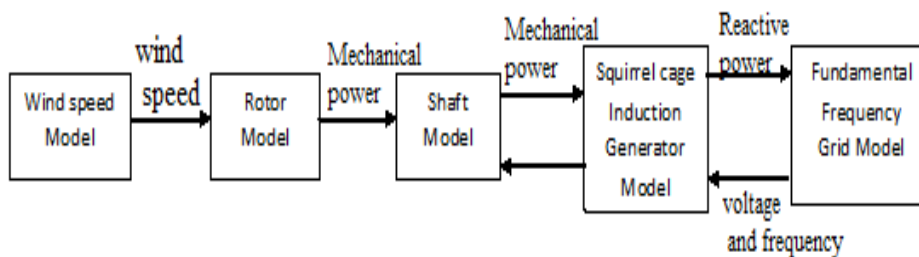 Wind speed
Model
wind
speed
Rotor
Model
Mechanical
power
Shaft
Model
Mechanical
power
Squirrel cage
Induction
Generator
Model
Reactive
power
voltage
and frequency
Fundamental
Frequency
Grid Model